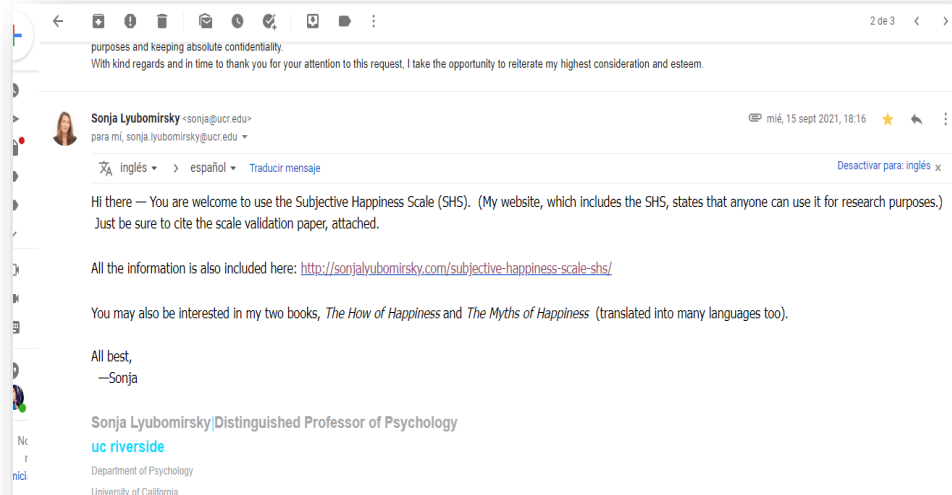 2 de 3
purposes and keeping absolute confidentiality.
With kind regards and in time to thank you for your attention to this request, I take the opportunity to reiterate my highest consideration and esteem.
Sonja Lyubomirsky <sonja@ucr.edu>
mié, 15 sept 2021, 18:16
para mí, sonja.lyubomirsky@ucr.edu
inglés > español Traducir mensaje
Desactivar para: inglés x
Hi there — You are welcome to use the Subjective Happiness Scale (SHS). (My website, which includes the SHS, states that anyone can use it for research purposes.)
Just be sure to cite the scale validation paper, attached.
All the information is also included here: http://sonjalyubomirsky.com/subjective-happiness-scale-shs/
You may also be interested in my two books, The How of Happiness and The Myths of Happiness (translated into many languages too).
All best,
—Sonja
Sonja Lyubomirsky|Distinguished Professor of Psychology
uc riverside
Department of Psychology
University of California